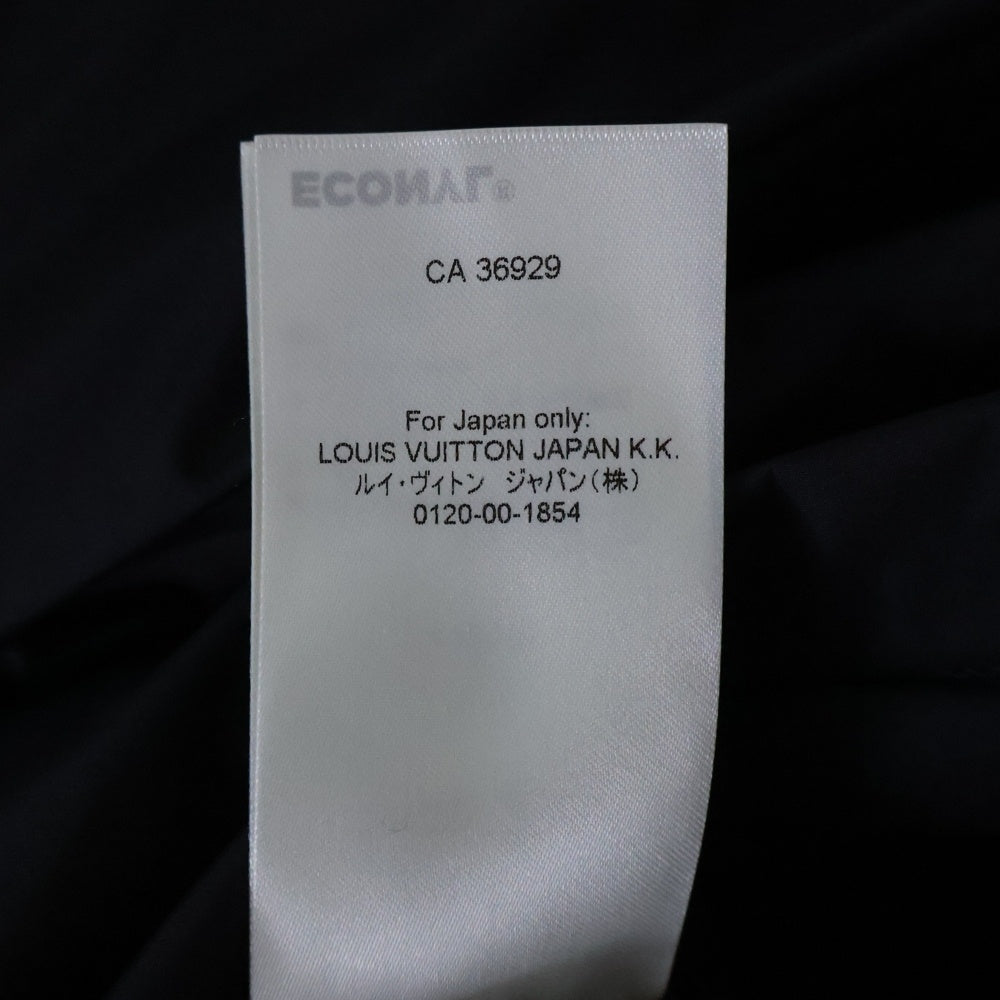 ECONYL®
CA 36929
For Japan only:
LOUIS VUITTON JAPAN K.K.
ルイ・ヴィトン ジャパン(株)
0120-00-1854